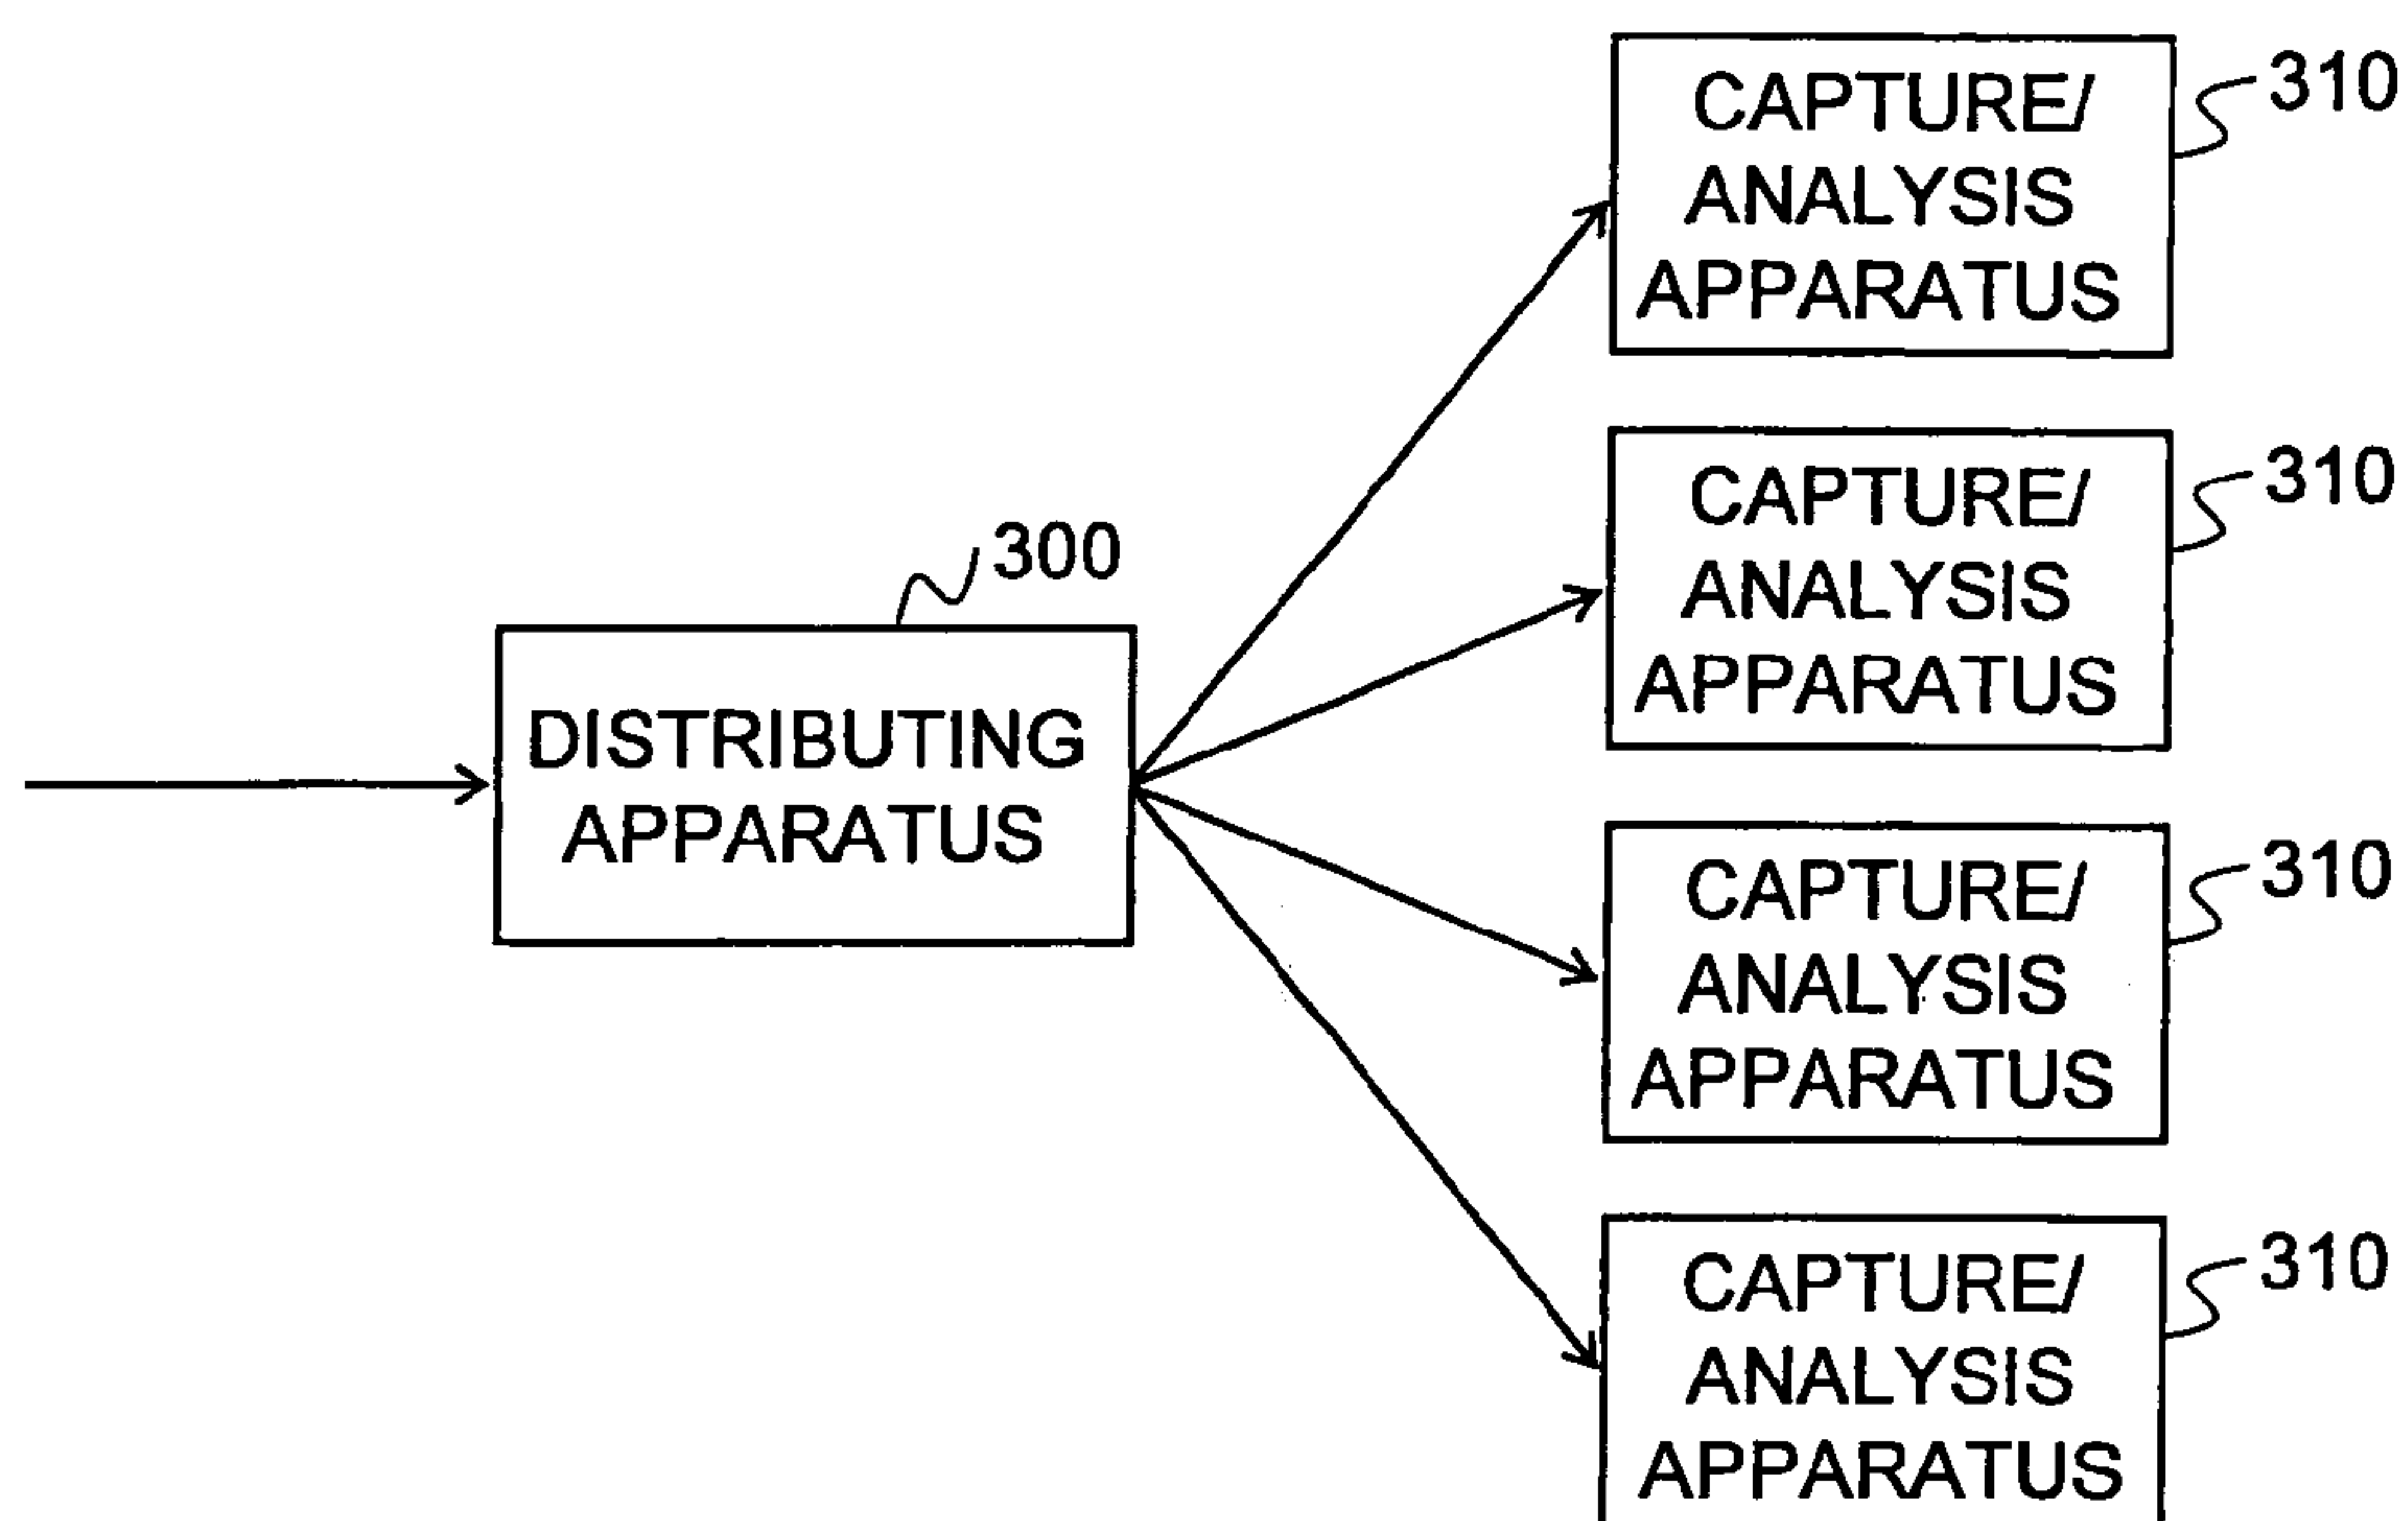 CAPTURE/
ANALYSIS
APPARATUS
310
CAPTURE/
ANALYSIS
APPARATUS
310
300
DISTRIBUTING
APPARATUS
CAPTURE/
ANALYSIS
APPARATUS
310
CAPTURE/
ANALYSIS
APPARATUS
310